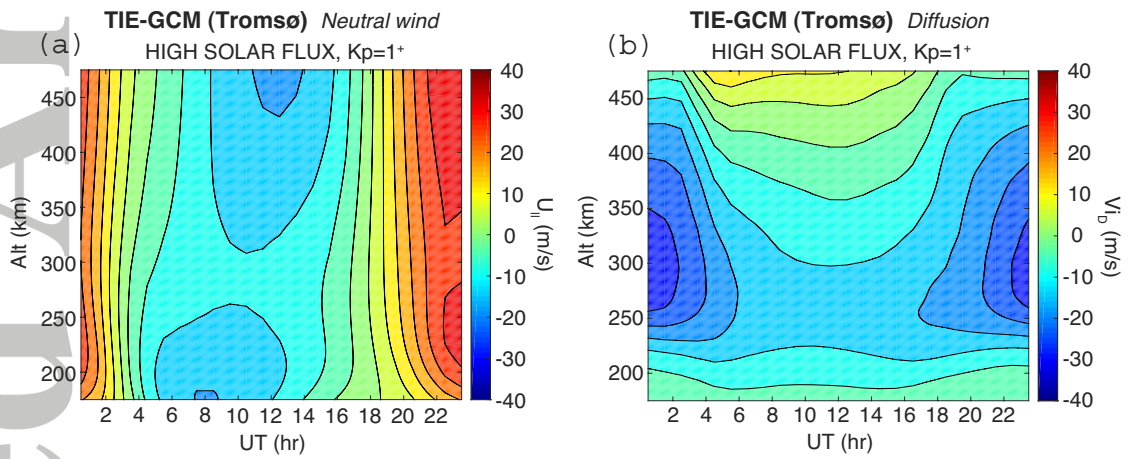 TIE-GCM (Tromsø) Neutral wind
HIGH SOLAR FLUX, Kp=1+
(a)
450
400
350
300
250
200
Alt (km)
2 4 6 8 10 12 14 16 18 20 22
UT (hr)
40
30
20
10
0
-10
-20
-30
-40
U|| (m/s)
TIE-GCM (Tromsø) Diffusion
HIGH SOLAR FLUX, Kp=1+
(b)
450
400
350
300
250
200
Alt (km)
2 4 6 8 10 12 14 16 18 20 22
UT (hr)
40
30
20
10
0
-10
-20
-30
-40
ViD (m/s)